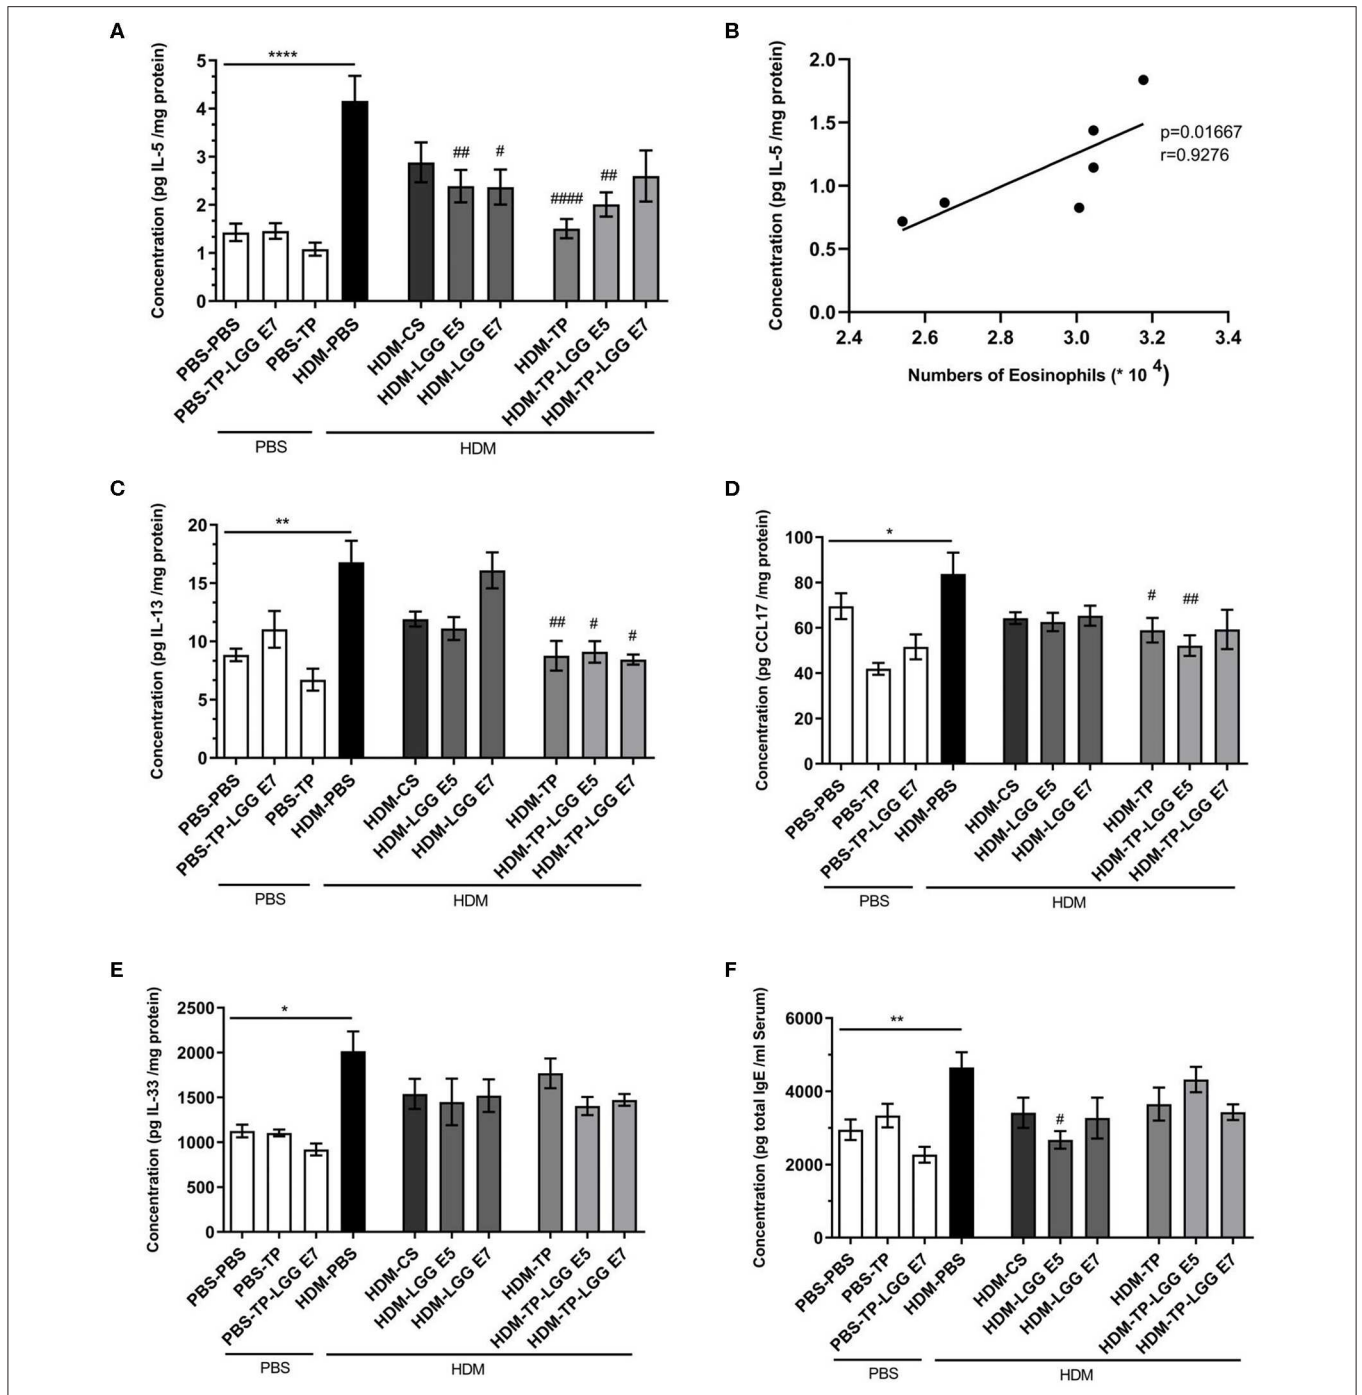 A
Concentration (pg IL-5 /mg protein)
5
4
3
2
1
0
****
##
#
####
##
PBS-PBS
PBS-TP-LGG E7
PBS-TP
HDM-PBS
HDM-CS
HDM-LGG E5
HDM-LGG E7
HDM-TP
HDM-TP-LGG E5
HDM-TP-LGG E7
PBS
HDM
B
Concentration (pg IL-5 /mg protein)
2.0
1.5
1.0
0.5
0.0
p=0.01667
r=0.9276
2.4 2.6 2.8 3.0 3.2 3.4
Numbers of Eosinophils (* 10 4)
C
Concentration (pg IL-13 /mg protein)
20
15
10
5
0
**
##
#
#
PBS-PBS
PBS-TP-LGG E7
PBS-TP
HDM-PBS
HDM-CS
HDM-LGG E5
HDM-LGG E7
HDM-TP
HDM-TP-LGG E5
HDM-TP-LGG E7
PBS
HDM
D
Concentration (pg CCL17 /mg protein)
100
80
60
40
20
0
*
#
##
PBS-PBS
PBS-TP
PBS-TP-LGG E7
HDM-PBS
HDM-CS
HDM-LGG E5
HDM-LGG E7
HDM-TP
HDM-TP-LGG E5
HDM-TP-LGG E7
PBS
HDM
E
Concentration (pg IL-33 /mg protein)
2500
2000
1500
1000
500
0
*
PBS-PBS
PBS-TP
PBS-TP-LGG E7
HDM-PBS
HDM-CS
HDM-LGG E5
HDM-LGG E7
HDM-TP
HDM-TP-LGG E5
HDM-TP-LGG E7
PBS
HDM
F
Concentration (pg total IgE /ml Serum)
6000
4000
2000
0
**
#
PBS-PBS
PBS-TP
PBS-TP-LGG E7
HDM-PBS
HDM-CS
HDM-LGG E5
HDM-LGG E7
HDM-TP
HDM-TP-LGG E5
HDM-TP-LGG E7
PBS
HDM